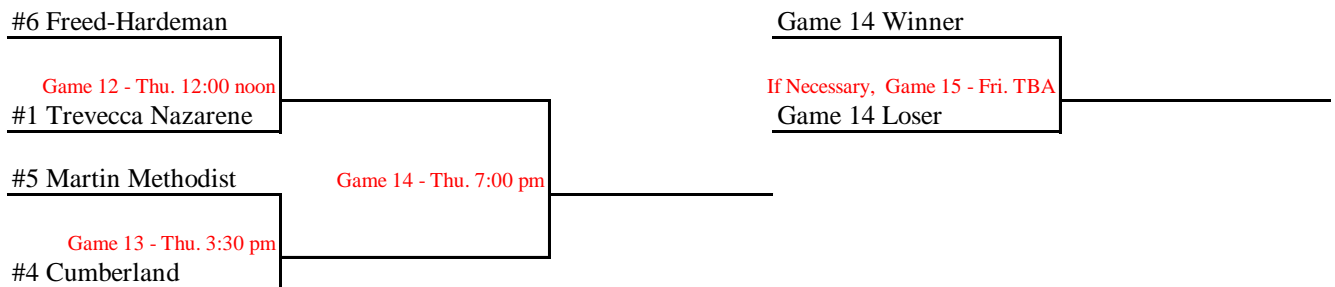 #6 Freed-Hardeman
Game 12 - Thu. 12:00 noon
#1 Trevecca Nazarene
#5 Martin Methodist
Game 14 - Thu. 7:00 pm
Game 13 - Thu. 3:30 pm
#4 Cumberland
Game 14 Winner
If Necessary, Game 15 - Fri. TBA
Game 14 Loser